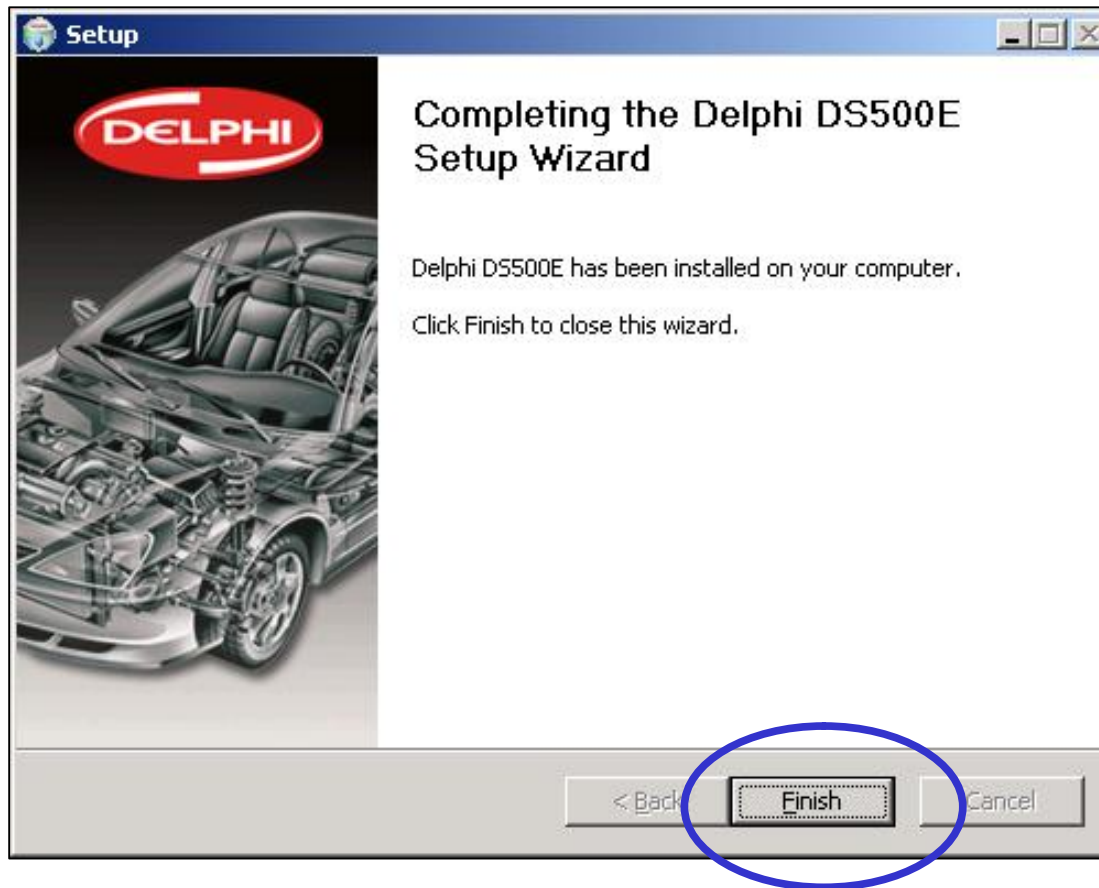 Setup
DELPHI
Completing the Delphi DS500E
Setup Wizard
Delphi DS500E has been installed on your computer.
Click Finish to close this wizard.
< Back
Finish
Cancel